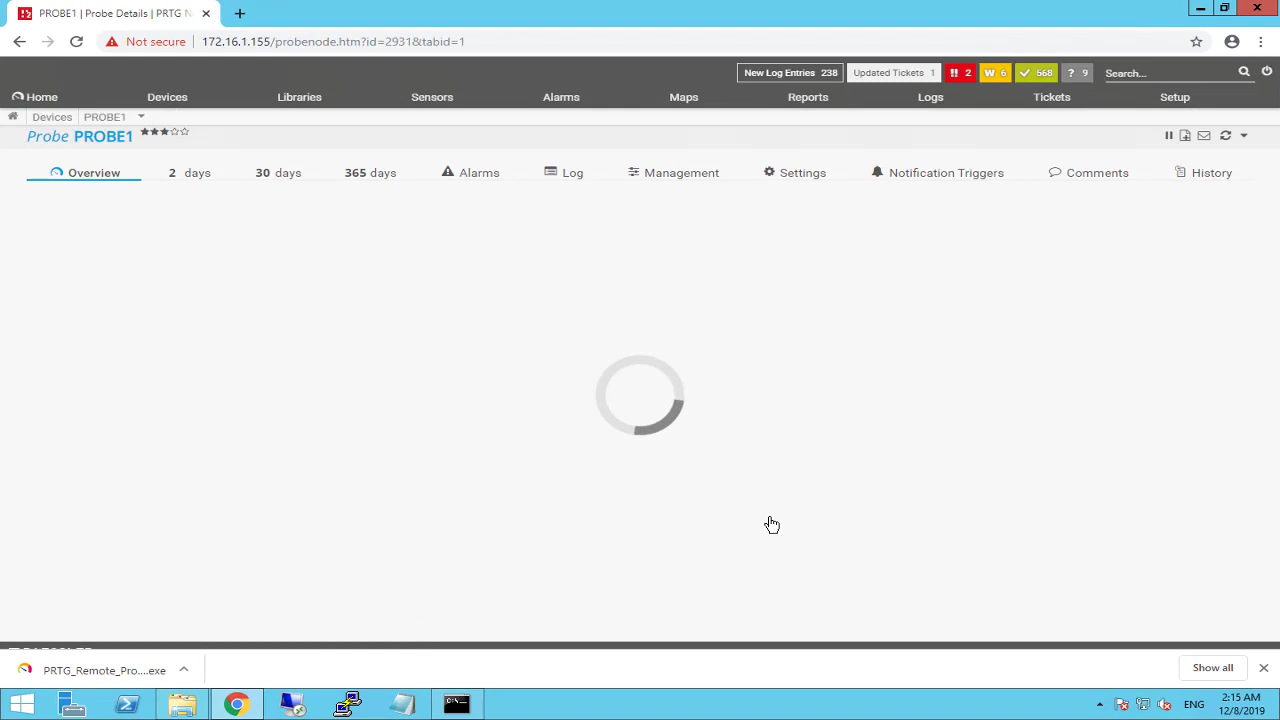 PROBE1 | Probe Details | PRTG N
Not secure 172.16.1.155/probenode.htm?id=2931&tabid=1
New Log Entries 238 Updated Tickets 1 !! 2 W 6 568 ? 9 Search...
Home Devices Libraries Sensors Alarms Maps Reports Logs Tickets Setup
Devices PROBE1
Probe PROBE1
Overview 2 days 30 days 365 days Alarms Log Management Settings Notification Triggers Comments History
PRTG_Remote_Pro....exe Show all
ENG 2:15 AM
12/8/2019